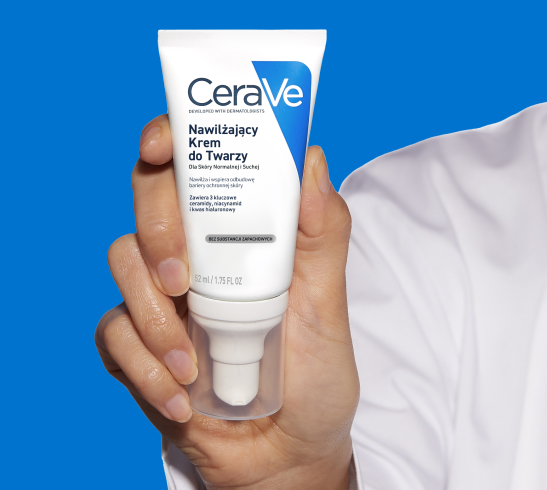 CeraVe
DEVELOPED WITH DERMATOLOGISTS
Nawilżający
Krem
do Twarzy
Dla Skóry Normalnej i Suchej
Nawilża i wspiera odbudowę
bariery ochronnej skóry
Zawiera 3 kluczowe
ceramidy, niacynamid
i kwas hialuronowy
BEZ SUBSTANCJI ZAPACHOWYCH
52 ml / 1.75 FL OZ